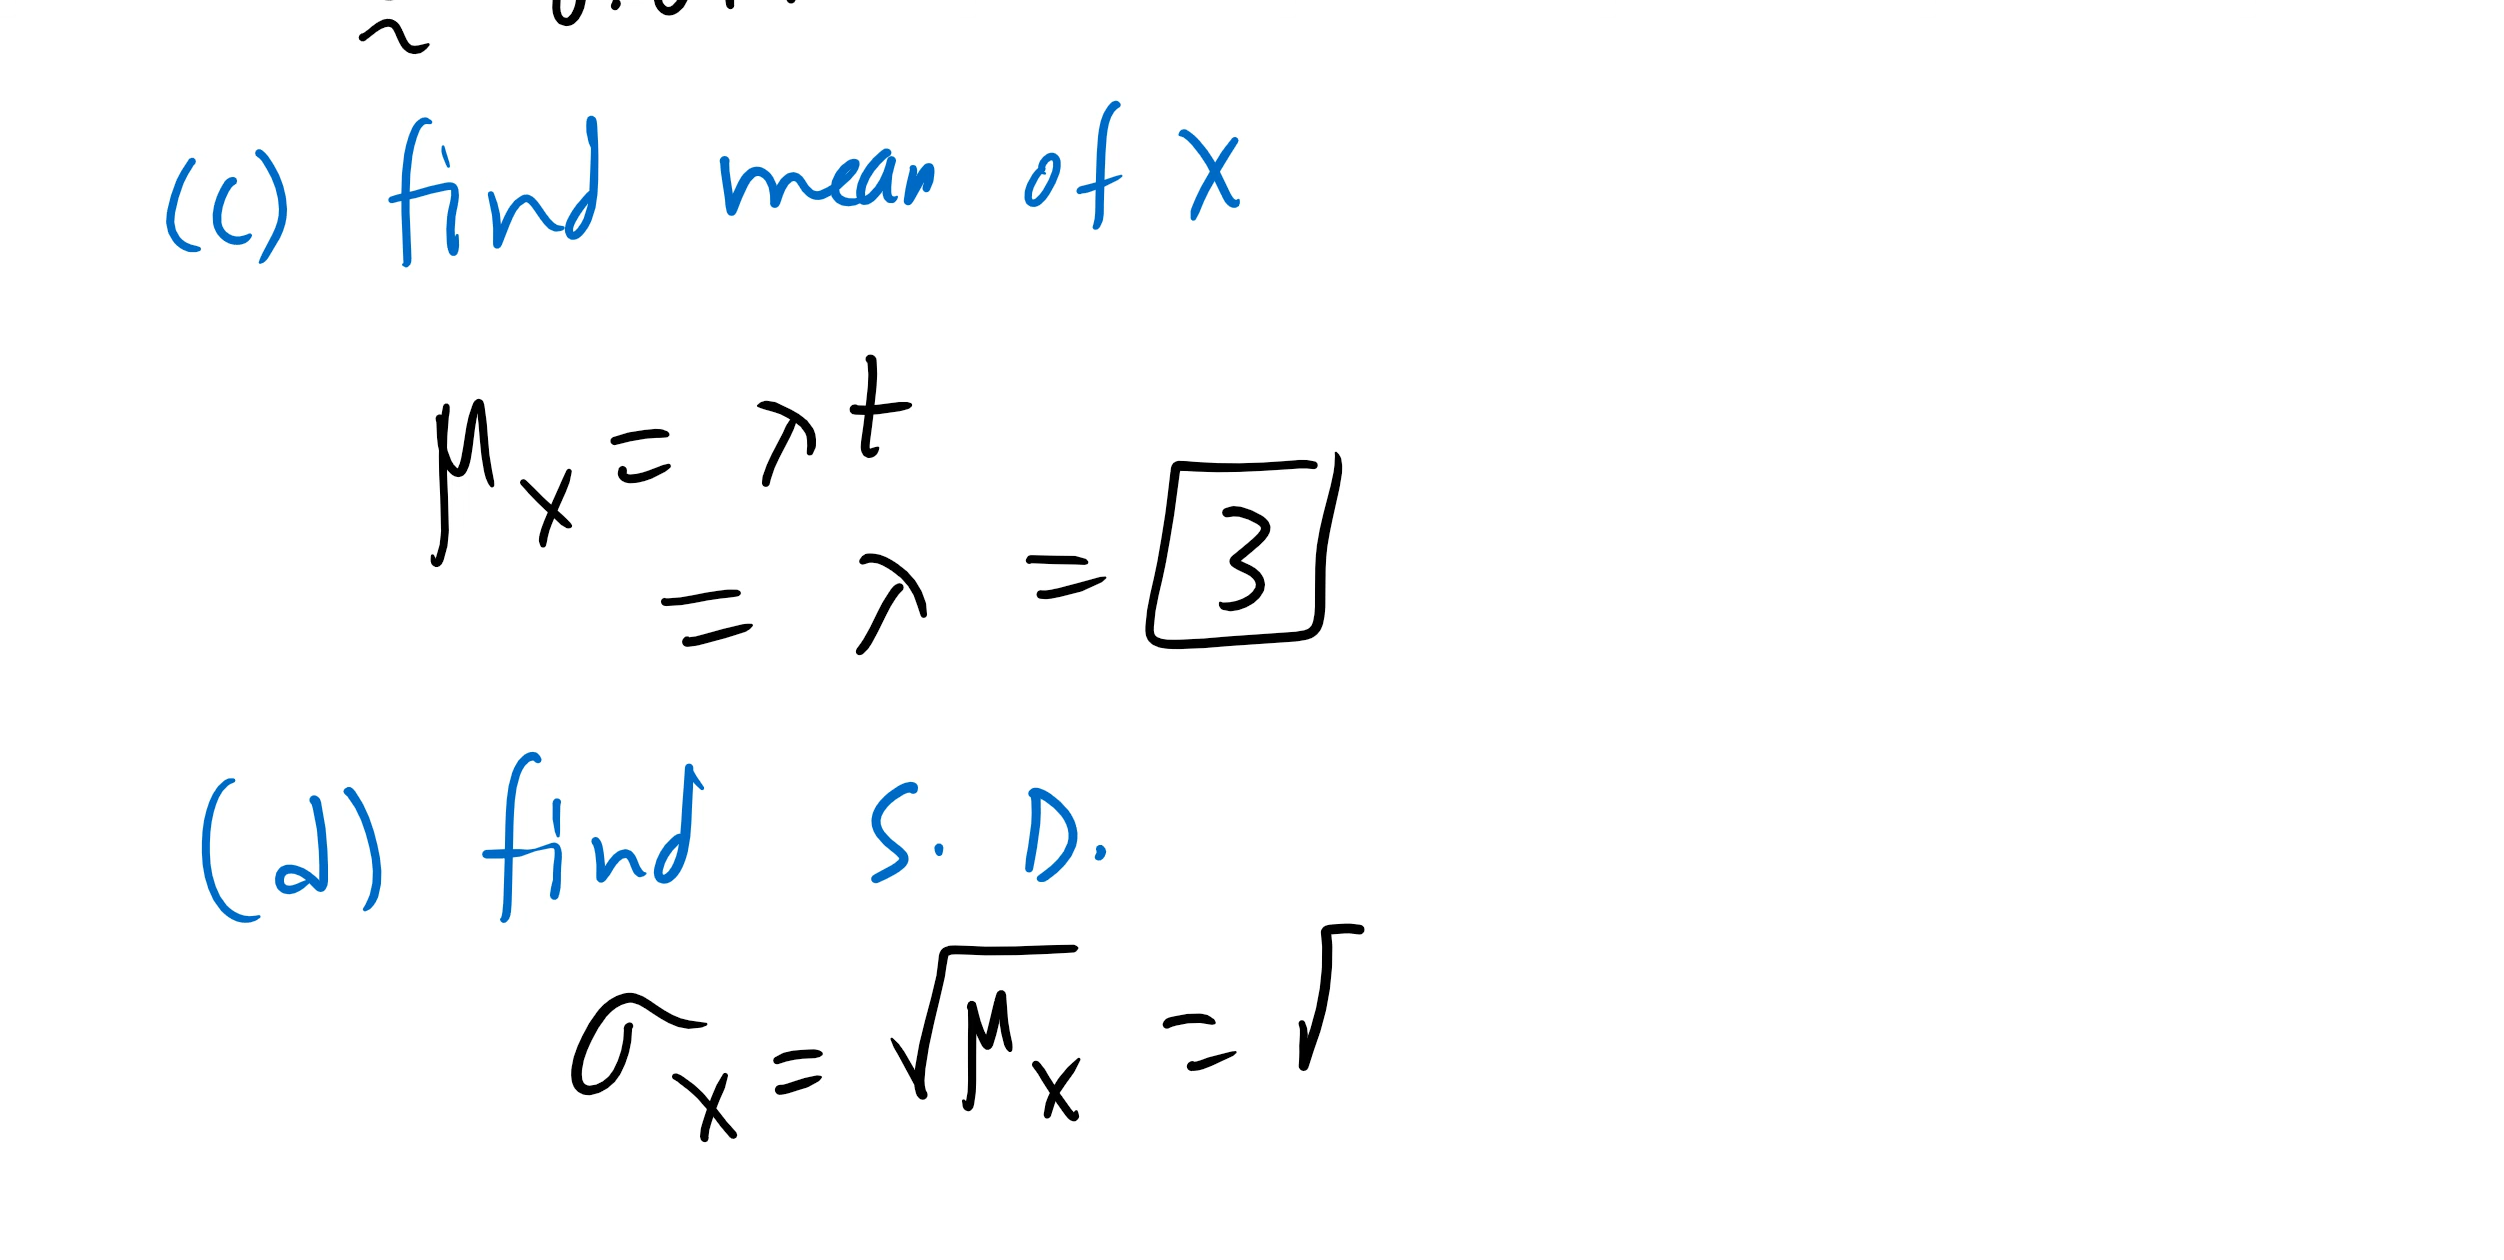 (c) find mean of X
μₓ = λt
= λ = 3
(d) find S.D.
σₓ = √μₓ = √